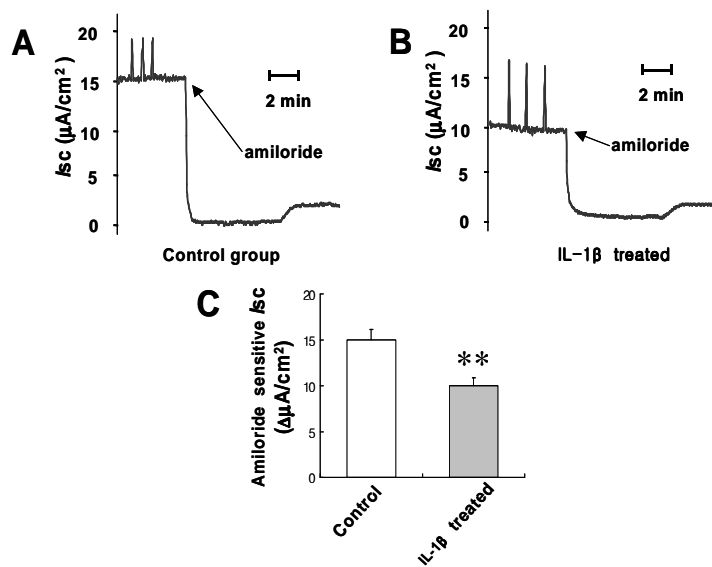 A
Isc (µA/cm²)
20
15
10
5
0
2 min
amiloride
Control group
B
Isc (µA/cm²)
20
15
10
5
0
2 min
amiloride
IL-1β treated
C
Amiloride sensitive Isc
(ΔµA/cm²)
20
15
10
5
0
**
Control
IL-1β treated